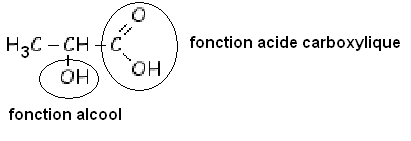 O
H₃C – CH – C
OH
OH
fonction acide carboxylique
fonction alcool